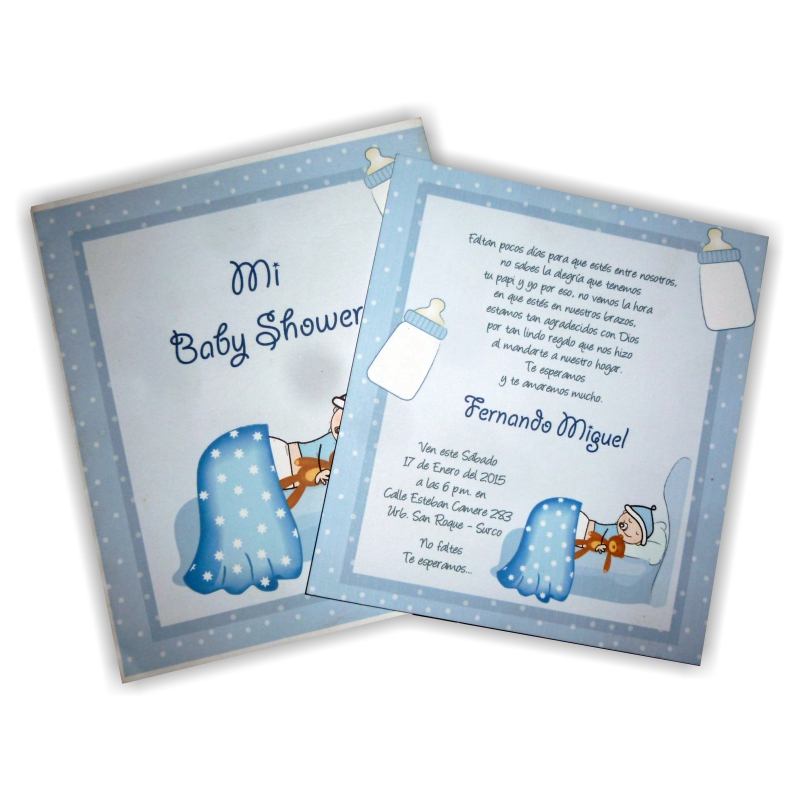 Mi
Baby Shower
Faltan pocos días para que estés entre nosotros,
no sabes la alegría que tenemos
tu papi y yo por eso, no vemos la hora
en que estés en nuestros brazos,
estamos tan agradecidos con Dios
por tan lindo regalo que nos hizo
al mandarte a nuestro hogar.
Te esperamos
y te amaremos mucho.
Fernando Miguel
Ven este Sábado
17 de Enero del 2015
a las 6 p.m. en
Calle Esteban Camere 283
Urb. San Roque - Surco
No faltes
Te esperamos...